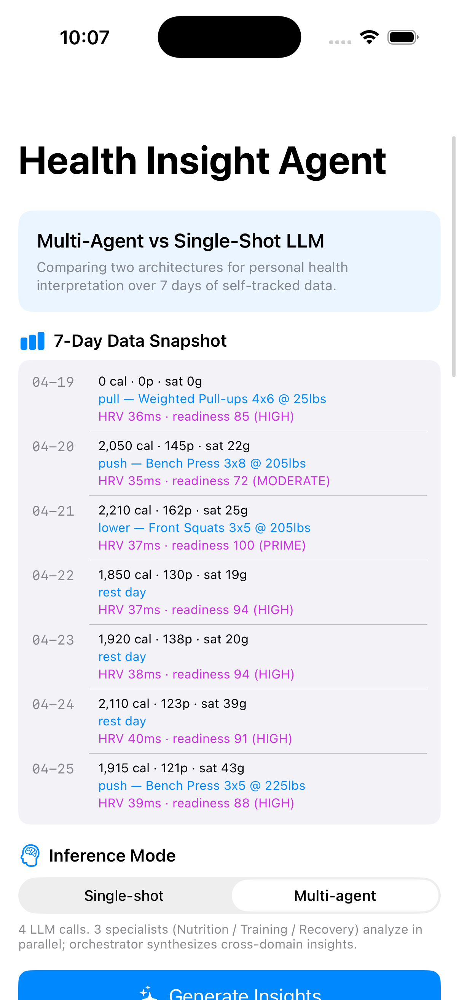 10:07
Health Insight Agent
Multi-Agent vs Single-Shot LLM
Comparing two architectures for personal health
interpretation over 7 days of self-tracked data.
7-Day Data Snapshot
04–19
0 cal · 0p · sat 0g
pull — Weighted Pull-ups 4x6 @ 25lbs
HRV 36ms · readiness 85 (HIGH)
04–20
2,050 cal · 145p · sat 22g
push — Bench Press 3x8 @ 205lbs
HRV 35ms · readiness 72 (MODERATE)
04–21
2,210 cal · 162p · sat 25g
lower — Front Squats 3x5 @ 205lbs
HRV 37ms · readiness 100 (PRIME)
04–22
1,850 cal · 130p · sat 19g
rest day
HRV 37ms · readiness 94 (HIGH)
04–23
1,920 cal · 138p · sat 20g
rest day
HRV 38ms · readiness 94 (HIGH)
04–24
2,110 cal · 123p · sat 39g
rest day
HRV 40ms · readiness 91 (HIGH)
04–25
1,915 cal · 121p · sat 43g
push — Bench Press 3x5 @ 225lbs
HRV 39ms · readiness 88 (HIGH)
Inference Mode
Single-shot
Multi-agent
4 LLM calls. 3 specialists (Nutrition / Training / Recovery) analyze in
parallel; orchestrator synthesizes cross-domain insights.
Generate Insights